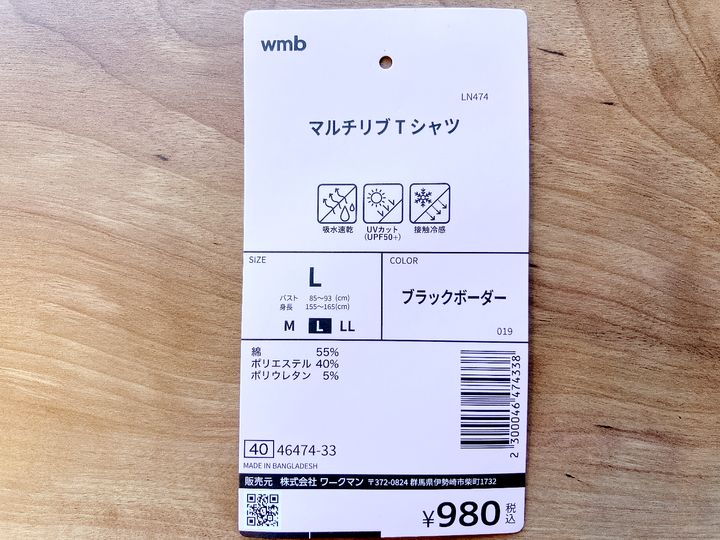 wmb
LN474
マルチリブTシャツ
吸水速乾
UVカット
(UPF50+)
接触冷感
SIZE
L
バスト 85〜93 (cm)
身長 155〜165(cm)
M L LL
COLOR
ブラックボーダー
019
綿 55%
ポリエステル 40%
ポリウレタン 5%
2 300046 474338
40 46474-33
MADE IN BANGLADESH
販売元 株式会社 ワークマン 〒372-0824 群馬県伊勢崎市柴町1732
¥980 税込